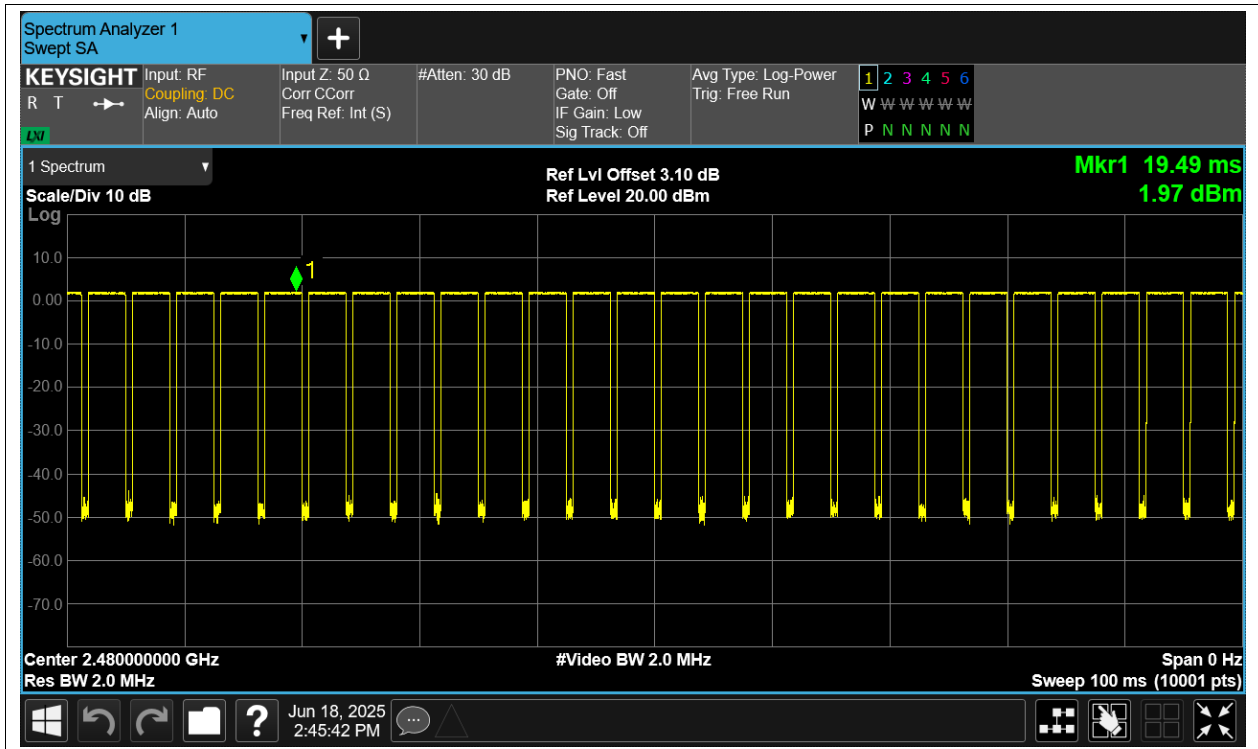 Spectrum Analyzer 1
Swept SA
KEYSIGHT
R T
LXI
Input: RF
Coupling: DC
Align: Auto
Input Z: 50 Ω
Corr CCorr
Freq Ref: Int (S)
#Atten: 30 dB
PNO: Fast
Gate: Off
IF Gain: Low
Sig Track: Off
Avg Type: Log-Power
Trig: Free Run
1 2 3 4 5 6
W W W W W W
P N N N N N
1 Spectrum
Scale/Div 10 dB
Log
Ref Lvl Offset 3.10 dB
Ref Level 20.00 dBm
Mkr1 19.49 ms
1.97 dBm
10.0
1
0.00
-10.0
-20.0
-30.0
-40.0
-50.0
-60.0
-70.0
Center 2.480000000 GHz
Res BW 2.0 MHz
#Video BW 2.0 MHz
Span 0 Hz
Sweep 100 ms (10001 pts)
?
Jun 18, 2025
2:45:42 PM